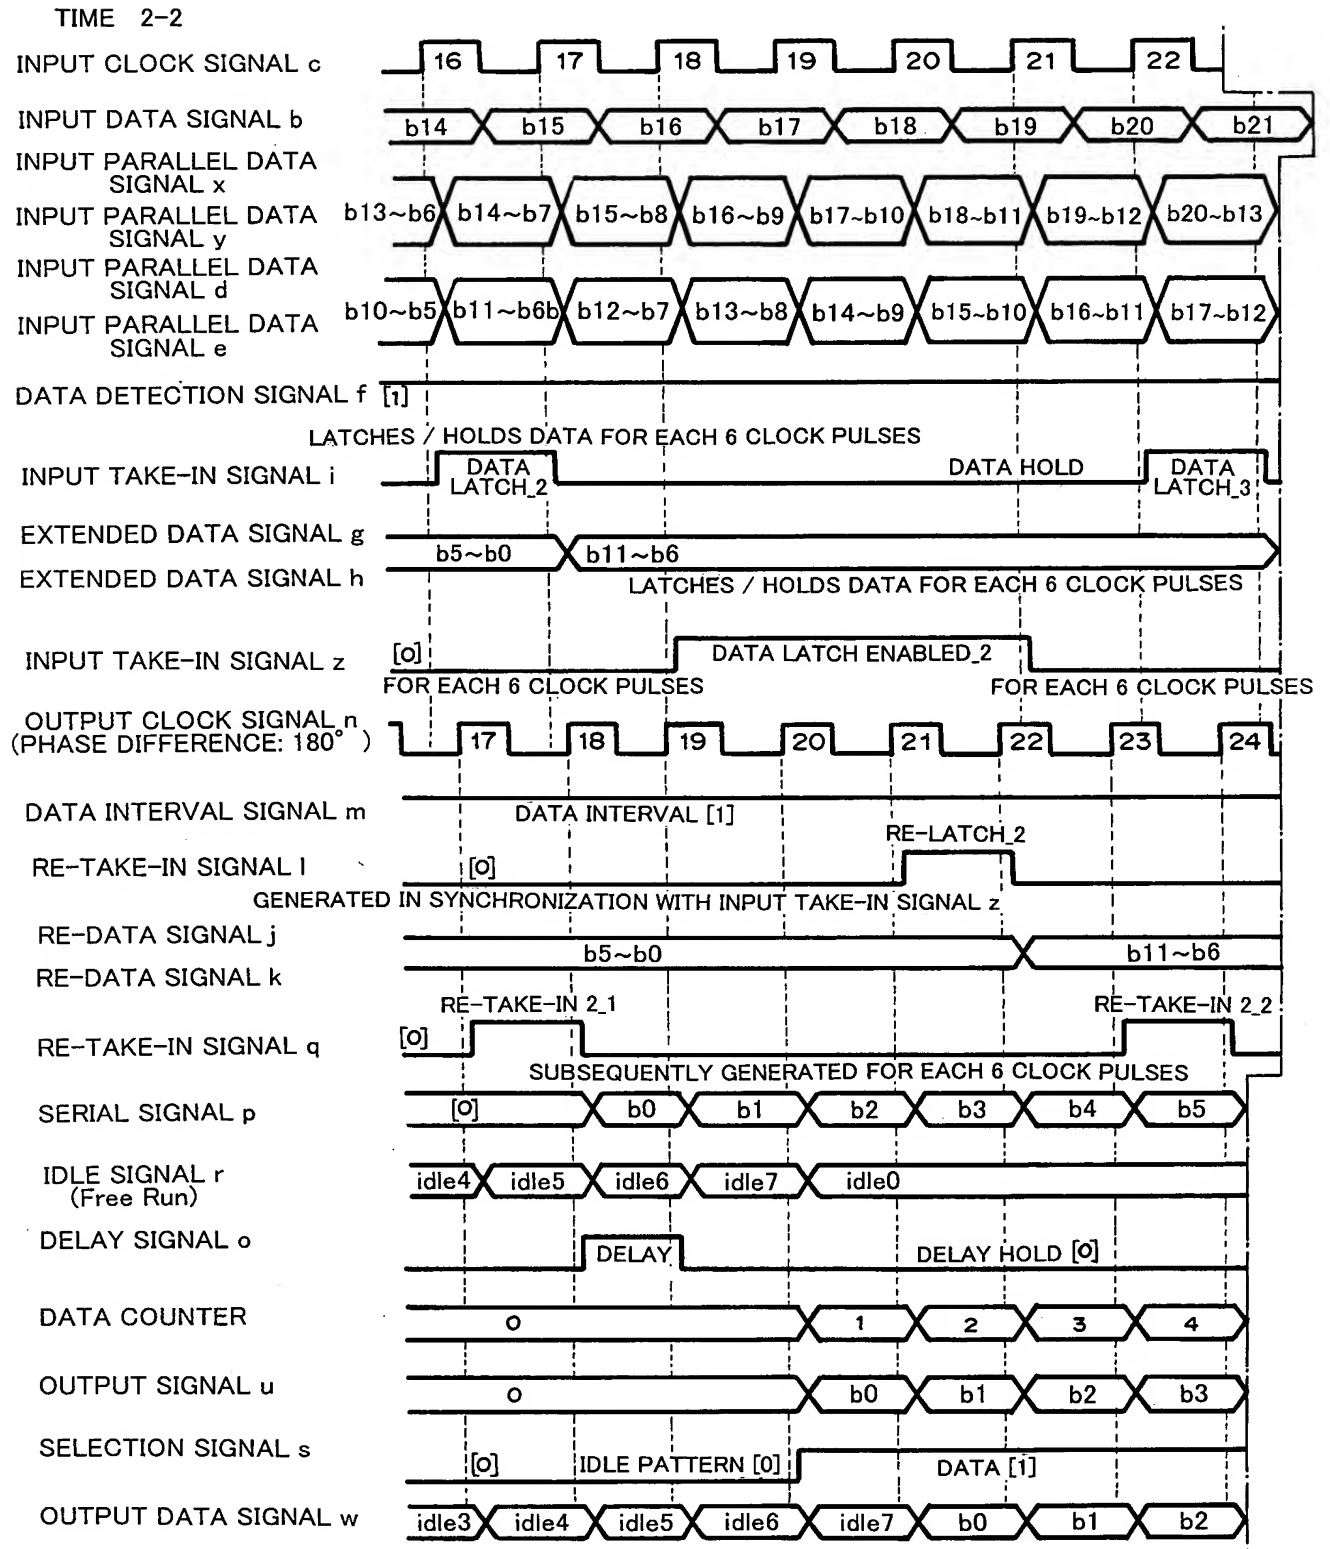 TIME 2-2
INPUT CLOCK SIGNAL c 16 17 18 19 20 21 22
INPUT DATA SIGNAL b b14 b15 b16 b17 b18 b19 b20 b21
INPUT PARALLEL DATA
SIGNAL x
INPUT PARALLEL DATA b13~b6 b14~b7 b15~b8 b16~b9 b17~b10 b18~b11 b19~b12 b20~b13
SIGNAL y
INPUT PARALLEL DATA
SIGNAL d
INPUT PARALLEL DATA b10~b5 b11~b6b b12~b7 b13~b8 b14~b9 b15~b10 b16~b11 b17~b12
SIGNAL e
DATA DETECTION SIGNAL f [1]
LATCHES / HOLDS DATA FOR EACH 6 CLOCK PULSES
INPUT TAKE-IN SIGNAL i DATA LATCH_2 DATA HOLD DATA LATCH_3
EXTENDED DATA SIGNAL g
b5~b0 b11~b6
EXTENDED DATA SIGNAL h LATCHES / HOLDS DATA FOR EACH 6 CLOCK PULSES
INPUT TAKE-IN SIGNAL z [0] DATA LATCH ENABLED_2
FOR EACH 6 CLOCK PULSES FOR EACH 6 CLOCK PULSES
OUTPUT CLOCK SIGNAL n
(PHASE DIFFERENCE: 180° ) 17 18 19 20 21 22 23 24
DATA INTERVAL SIGNAL m DATA INTERVAL [1]
RE-LATCH_2
RE-TAKE-IN SIGNAL l [0]
GENERATED IN SYNCHRONIZATION WITH INPUT TAKE-IN SIGNAL z
RE-DATA SIGNAL j
b5~b0 b11~b6
RE-DATA SIGNAL k
RE-TAKE-IN 2_1 RE-TAKE-IN 2_2
RE-TAKE-IN SIGNAL q [0]
SUBSEQUENTLY GENERATED FOR EACH 6 CLOCK PULSES
SERIAL SIGNAL p [0] b0 b1 b2 b3 b4 b5
IDLE SIGNAL r idle4 idle5 idle6 idle7 idle0
(Free Run)
DELAY SIGNAL o DELAY DELAY HOLD [0]
DATA COUNTER 0 1 2 3 4
OUTPUT SIGNAL u 0 b0 b1 b2 b3
SELECTION SIGNAL s [0] IDLE PATTERN [0] DATA [1]
OUTPUT DATA SIGNAL w idle3 idle4 idle5 idle6 idle7 b0 b1 b2